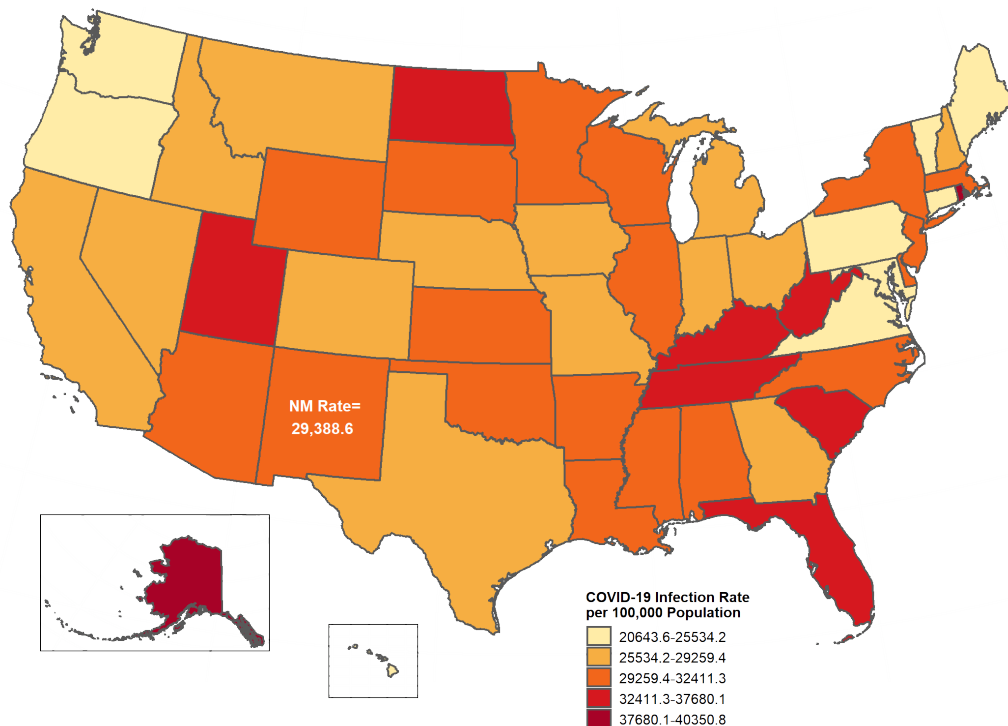 NM Rate=
29,388.6
COVID-19 Infection Rate
per 100,000 Population
20643.6-25534.2
25534.2-29259.4
29259.4-32411.3
32411.3-37680.1
37680.1-40350.8